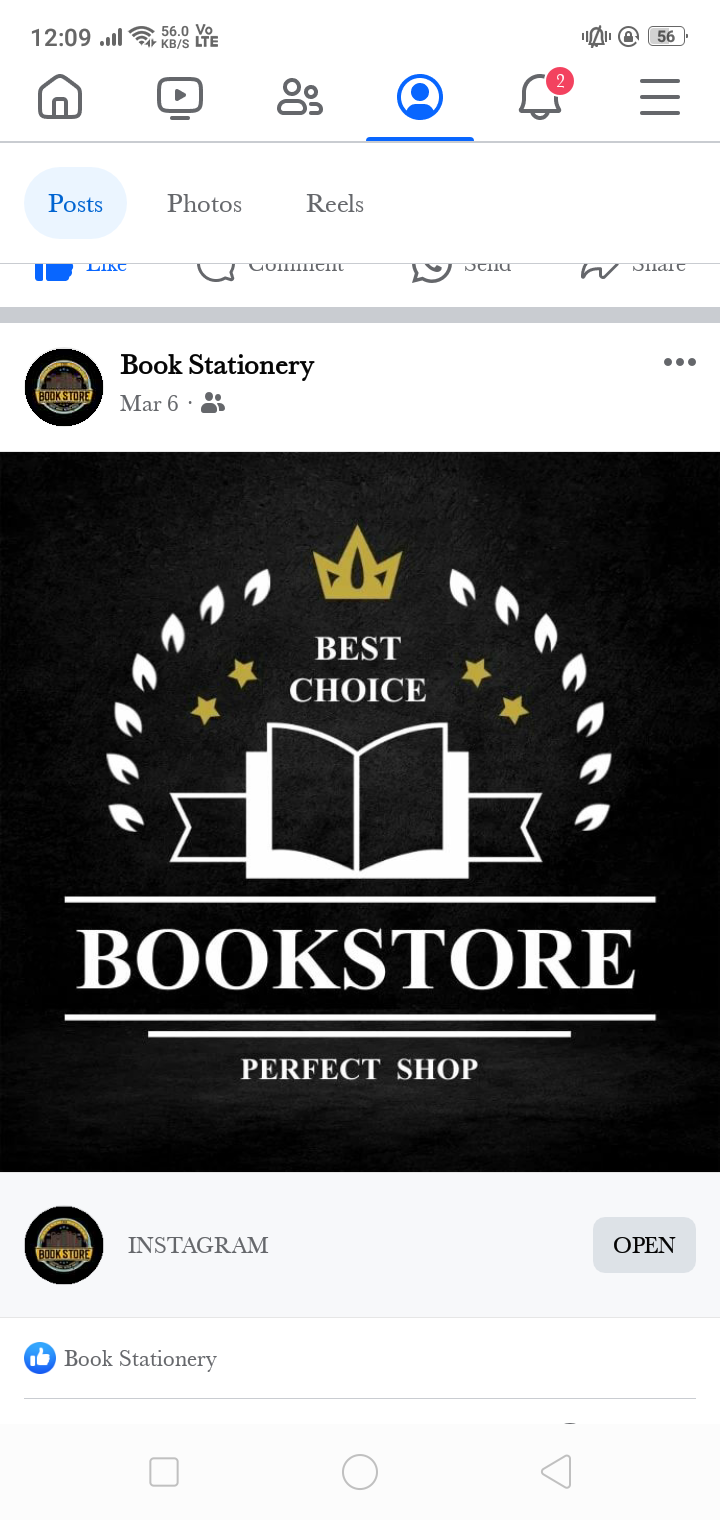 12:09 56.0 KB/S Vo LTE 56
2
Posts Photos Reels
Like Comment Send Share
Book Stationery
Mar 6 ·
BOOK STORE
BEST
CHOICE
BOOKSTORE
PERFECT SHOP
BOOK STORE
INSTAGRAM OPEN
Book Stationery